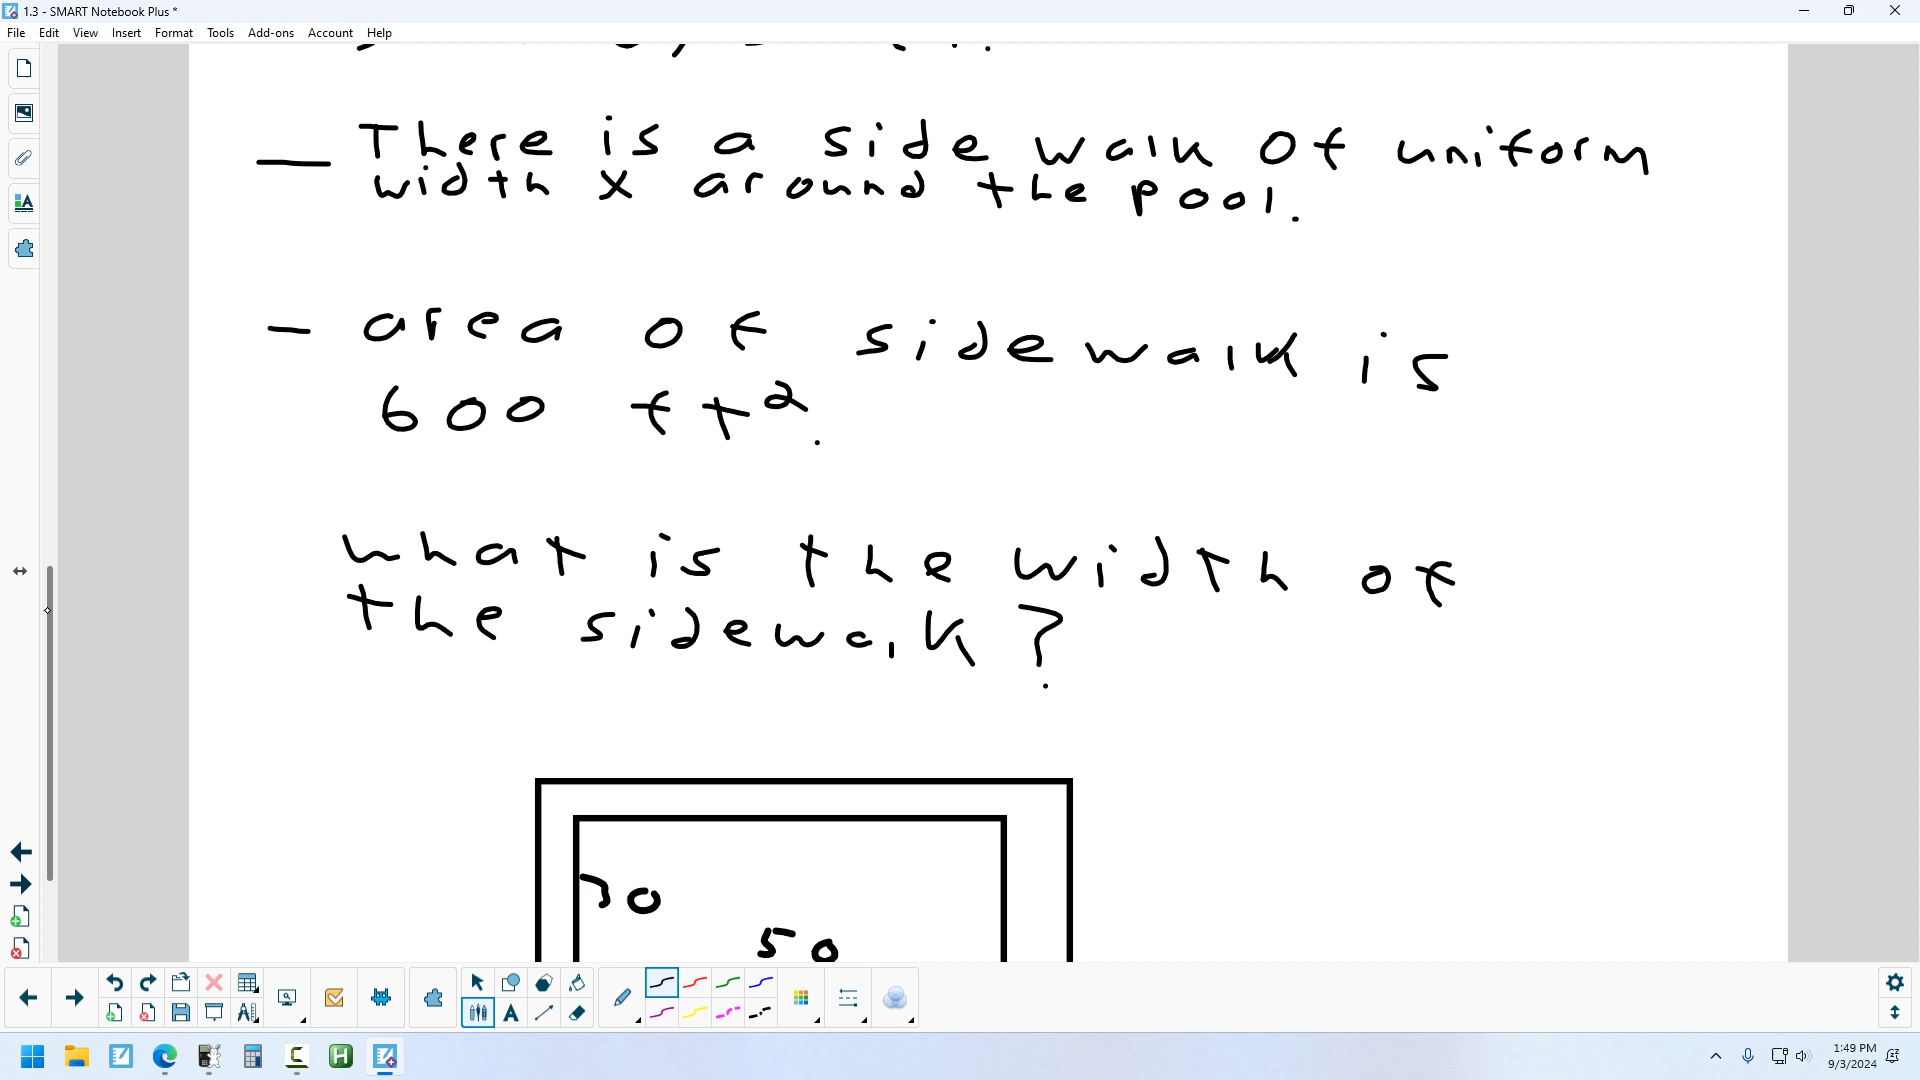 1.3 - SMART Notebook Plus *
File Edit View Insert Format Tools Add-ons Account Help
— There is a side walk of uniform
width x around the pool.
- area of sidewalk is
600 ft².
what is the width of
the sidewalk?
50
1:49 PM
9/3/2024